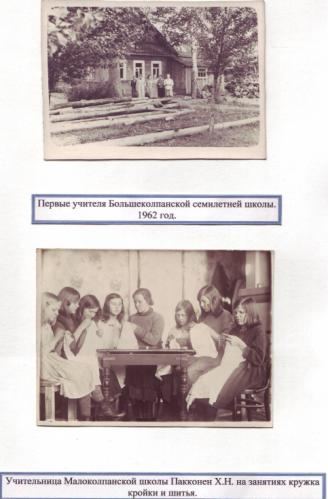 Первые учителя Большеколпанской семилетней школы.
1962 год.
Учительница Малоколпанской школы Пакконен Х.Н. на занятиях кружка
кройки и шитья.